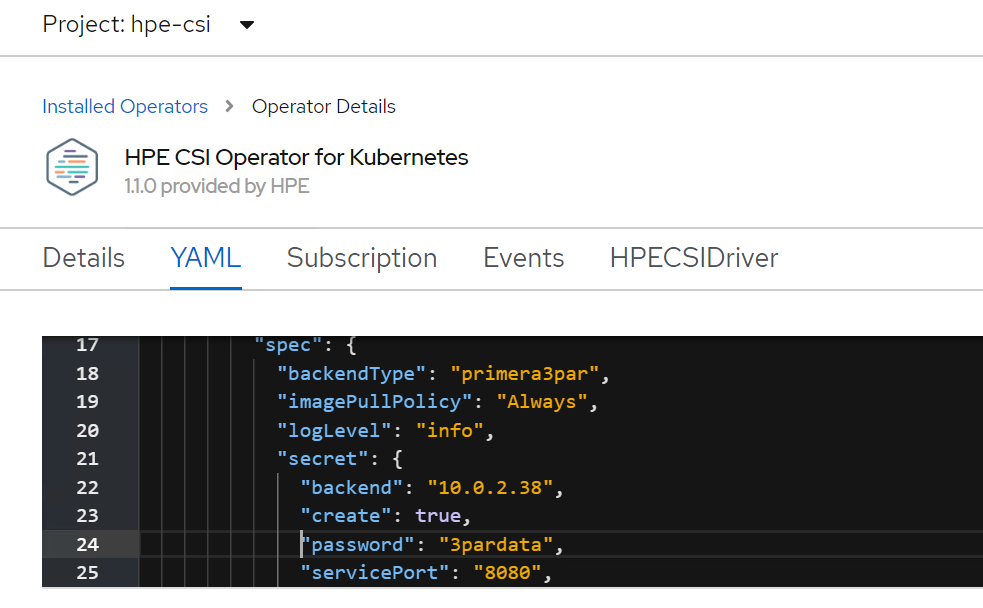 Project: hpe-csi
Installed Operators > Operator Details
HPE CSI Operator for Kubernetes
1.1.0 provided by HPE
Details YAML Subscription Events HPECSIDriver
17 "spec": {
18 "backendType": "primera3par",
19 "imagePullPolicy": "Always",
20 "logLevel": "info",
21 "secret": {
22 "backend": "10.0.2.38",
23 "create": true,
24 "password": "3pardata",
25 "servicePort": "8080",